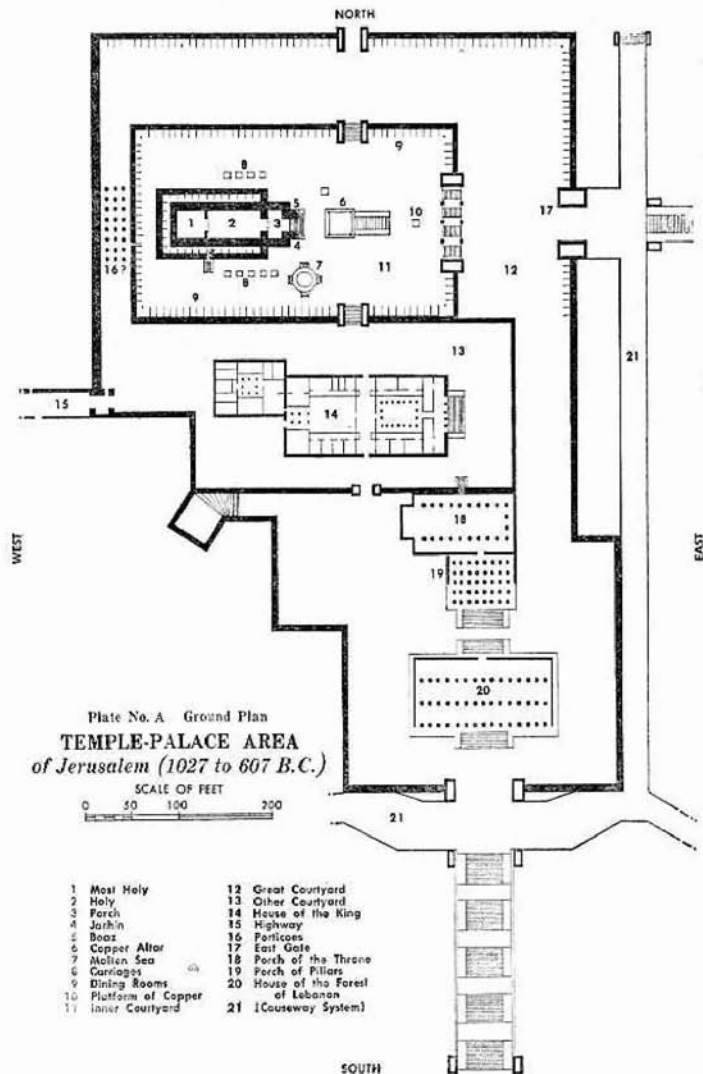 NORTH
9
8
5
6
10
17
1
2
3
4
16?
7
11
12
8
9
13
21
15
14
WEST
EAST
18
19
20
Plate No. A Ground Plan
TEMPLE-PALACE AREA
of Jerusalem (1027 to 607 B.C.)
SCALE OF FEET
0 50 100 200
21
1 Most Holy
2 Holy
3 Porch
4 Jachin
5 Boaz
6 Copper Altar
7 Molten Sea
8 Carriages
9 Dining Rooms
10 Platform of Copper
11 Inner Courtyard
12 Great Courtyard
13 Other Courtyard
14 House of the King
15 Highway
16 Porticoes
17 East Gate
18 Porch of the Throne
19 Porch of Pillars
20 House of the Forest
of Lebanon
21 [Causeway System]
SOUTH